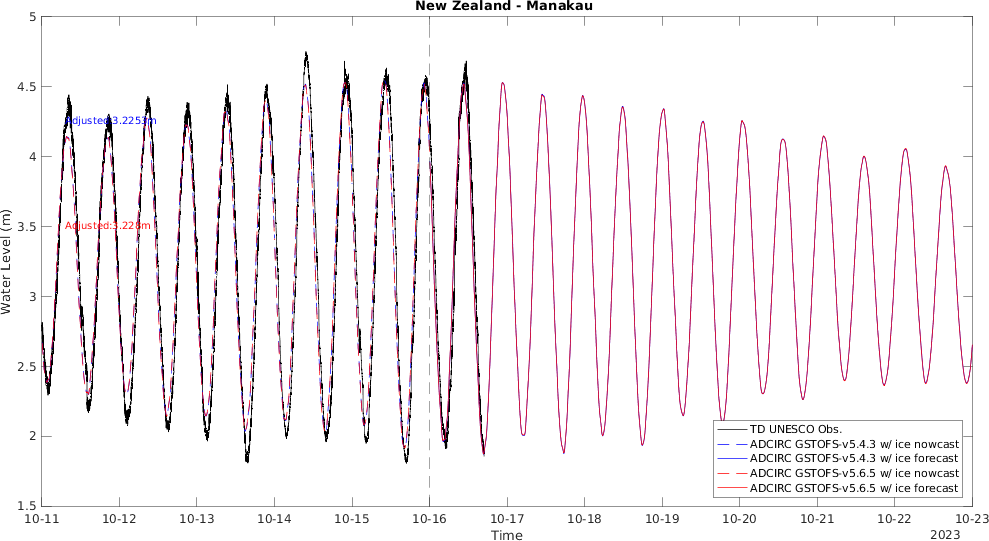 New Zealand - Manakau
5
4.5
4
3.5
3
2.5
2
1.5
Water Level (m)
Adjusted:3.2253m
Adjusted:3.228m
TD UNESCO Obs.
ADCIRC GSTOFS-v5.4.3 w/ ice nowcast
ADCIRC GSTOFS-v5.4.3 w/ ice forecast
ADCIRC GSTOFS-v5.6.5 w/ ice nowcast
ADCIRC GSTOFS-v5.6.5 w/ ice forecast
10-11 10-12 10-13 10-14 10-15 10-16 10-17 10-18 10-19 10-20 10-21 10-22 10-23
Time
2023